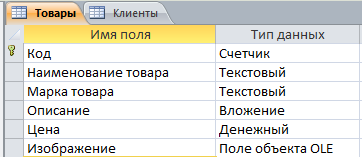 Товары Клиенты
Имя поля Тип данных
Код Счетчик
Наименование товара Текстовый
Марка товара Текстовый
Описание Вложение
Цена Денежный
Изображение Поле объекта OLE